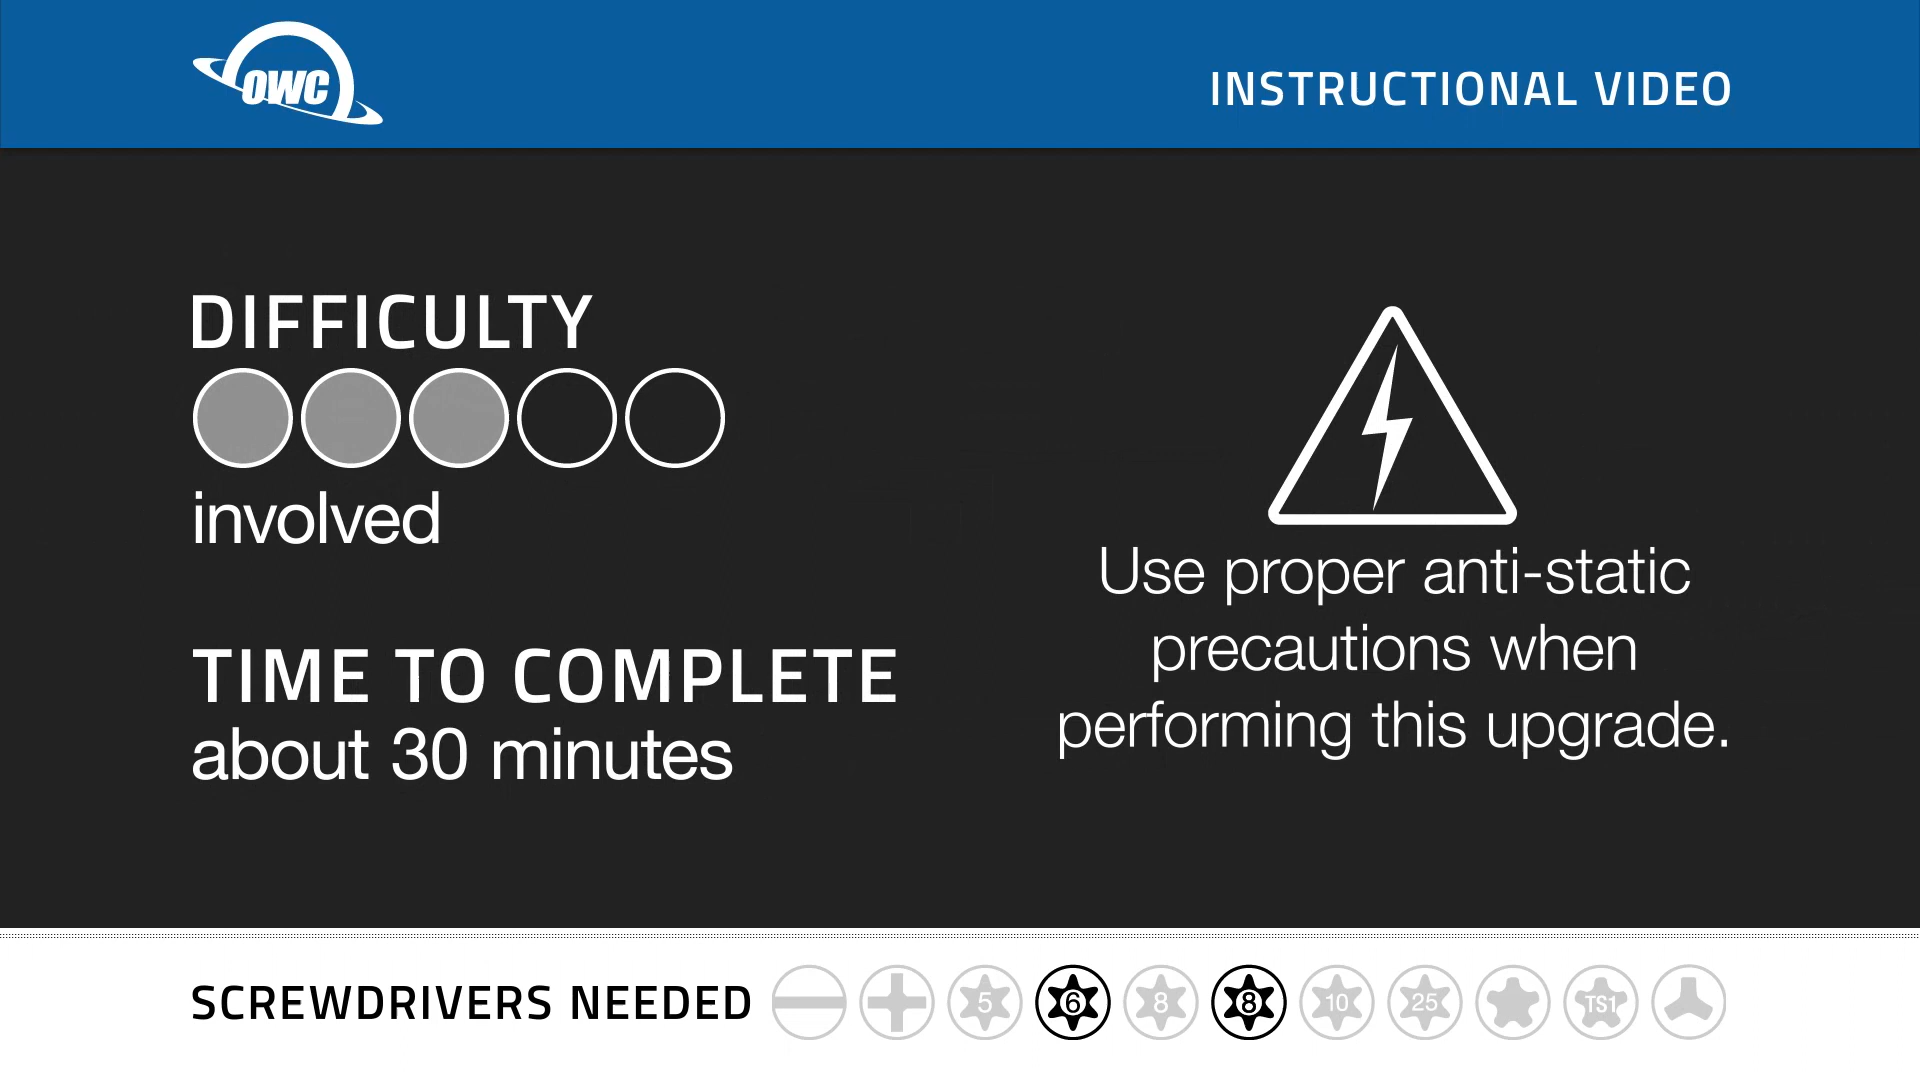 OWC
INSTRUCTIONAL VIDEO
DIFFICULTY
involved
TIME TO COMPLETE
about 30 minutes
Use proper anti-static
precautions when
performing this upgrade.
SCREWDRIVERS NEEDED 5 6 8 8 10 25 TS1